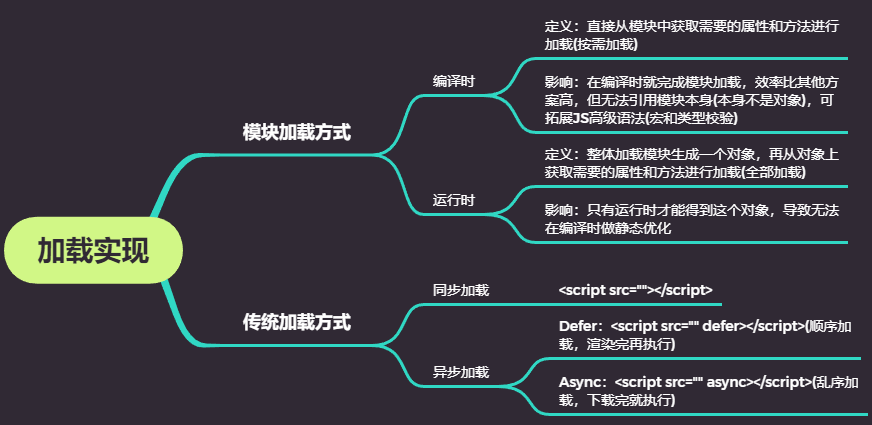 加载实现
模块加载方式
编译时
定义：直接从模块中获取需要的属性和方法进行
加载(按需加载)
影响：在编译时就完成模块加载，效率比其他方
案高，但无法引用模块本身(本身不是对象)，可
拓展JS高级语法(宏和类型校验)
运行时
定义：整体加载模块生成一个对象，再从对象上
获取需要的属性和方法进行加载(全部加载)
影响：只有运行时才能得到这个对象，导致无法
在编译时做静态优化
传统加载方式
同步加载
<script src=""></script>
异步加载
Defer：<script src="" defer></script>(顺序加
载，渲染完再执行)
Async：<script src="" async></script>(乱序加
载，下载完就执行)